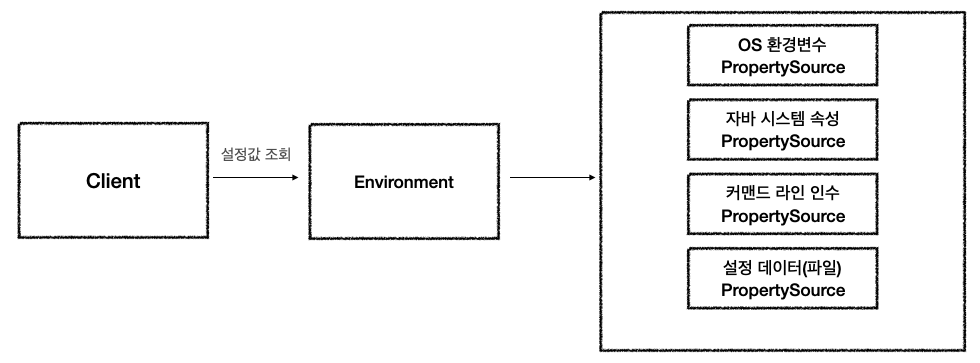 Client
설정값 조회
Environment
OS 환경변수
PropertySource
자바 시스템 속성
PropertySource
커맨드 라인 인수
PropertySource
설정 데이터(파일)
PropertySource